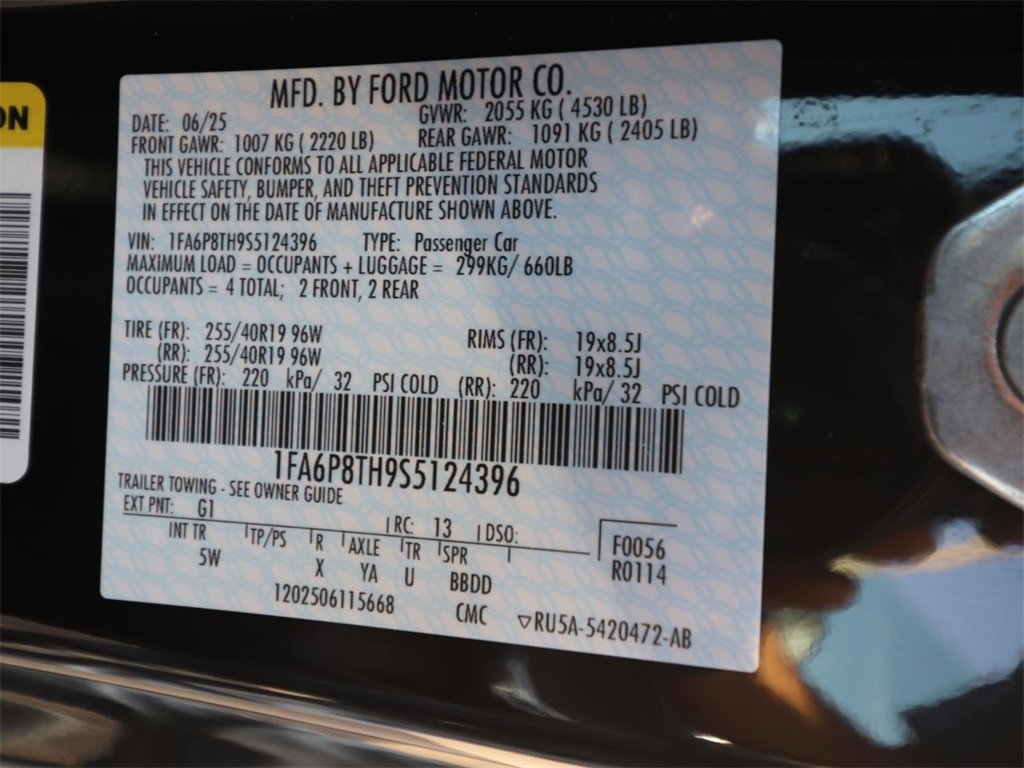 ON
MFD. BY FORD MOTOR CO.
DATE: 06/25 GVWR: 2055 KG ( 4530 LB)
FRONT GAWR: 1007 KG ( 2220 LB) REAR GAWR: 1091 KG ( 2405 LB)
THIS VEHICLE CONFORMS TO ALL APPLICABLE FEDERAL MOTOR
VEHICLE SAFETY, BUMPER, AND THEFT PREVENTION STANDARDS
IN EFFECT ON THE DATE OF MANUFACTURE SHOWN ABOVE.
VIN: 1FA6P8TH9S5124396 TYPE: Passenger Car
MAXIMUM LOAD = OCCUPANTS + LUGGAGE = 299KG/ 660LB
OCCUPANTS = 4 TOTAL; 2 FRONT, 2 REAR
TIRE (FR): 255/40R19 96W RIMS (FR): 19x8.5J
(RR): 255/40R19 96W (RR): 19x8.5J
PRESSURE (FR): 220 kPa/ 32 PSI COLD (RR): 220 kPa/ 32 PSI COLD
1FA6P8TH9S5124396
TRAILER TOWING - SEE OWNER GUIDE
EXT PNT: G1 RC: 13 DSO: F0056
INT TR TP/PS R AXLE TR SPR R0114
5W X YA U BBDD
1202506115668 CMC ▽RU5A-5420472-AB